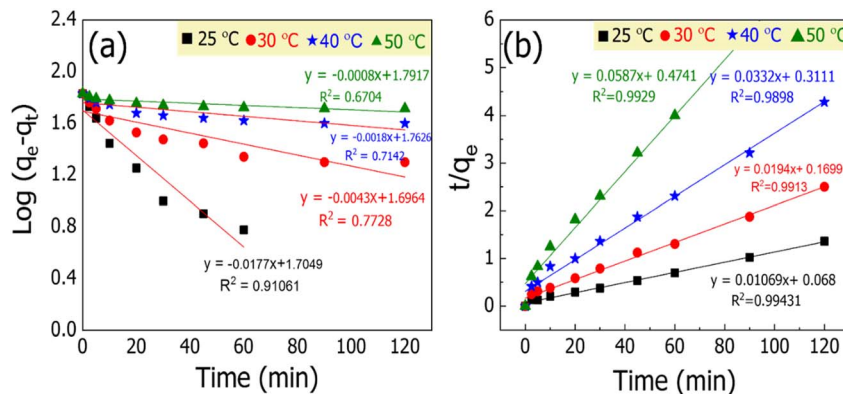 (a)
25 °C 30 °C 40 °C 50 °C
Log (qe-qt)
2.4
2.0
1.6
1.2
0.8
0.4
0.0
y = -0.0008x+1.7917
R² = 0.6704
y = -0.0018x+1.7626
R² = 0.7142
y = -0.0043x+1.6964
R² = 0.7728
y = -0.0177x+1.7049
R² = 0.91061
0 20 40 60 80 100 120
Time (min)
(b)
25 °C 30 °C 40 °C 50 °C
t/qe
6
5
4
3
2
1
0
y = 0.0587x+ 0.4741
R²=0.9929
y = 0.0332x+ 0.3111
R²=0.9898
y = 0.0194x+ 0.1699
R²=0.9913
y = 0.01069x+ 0.068
R²=0.99431
0 20 40 60 80 100 120
Time (min)